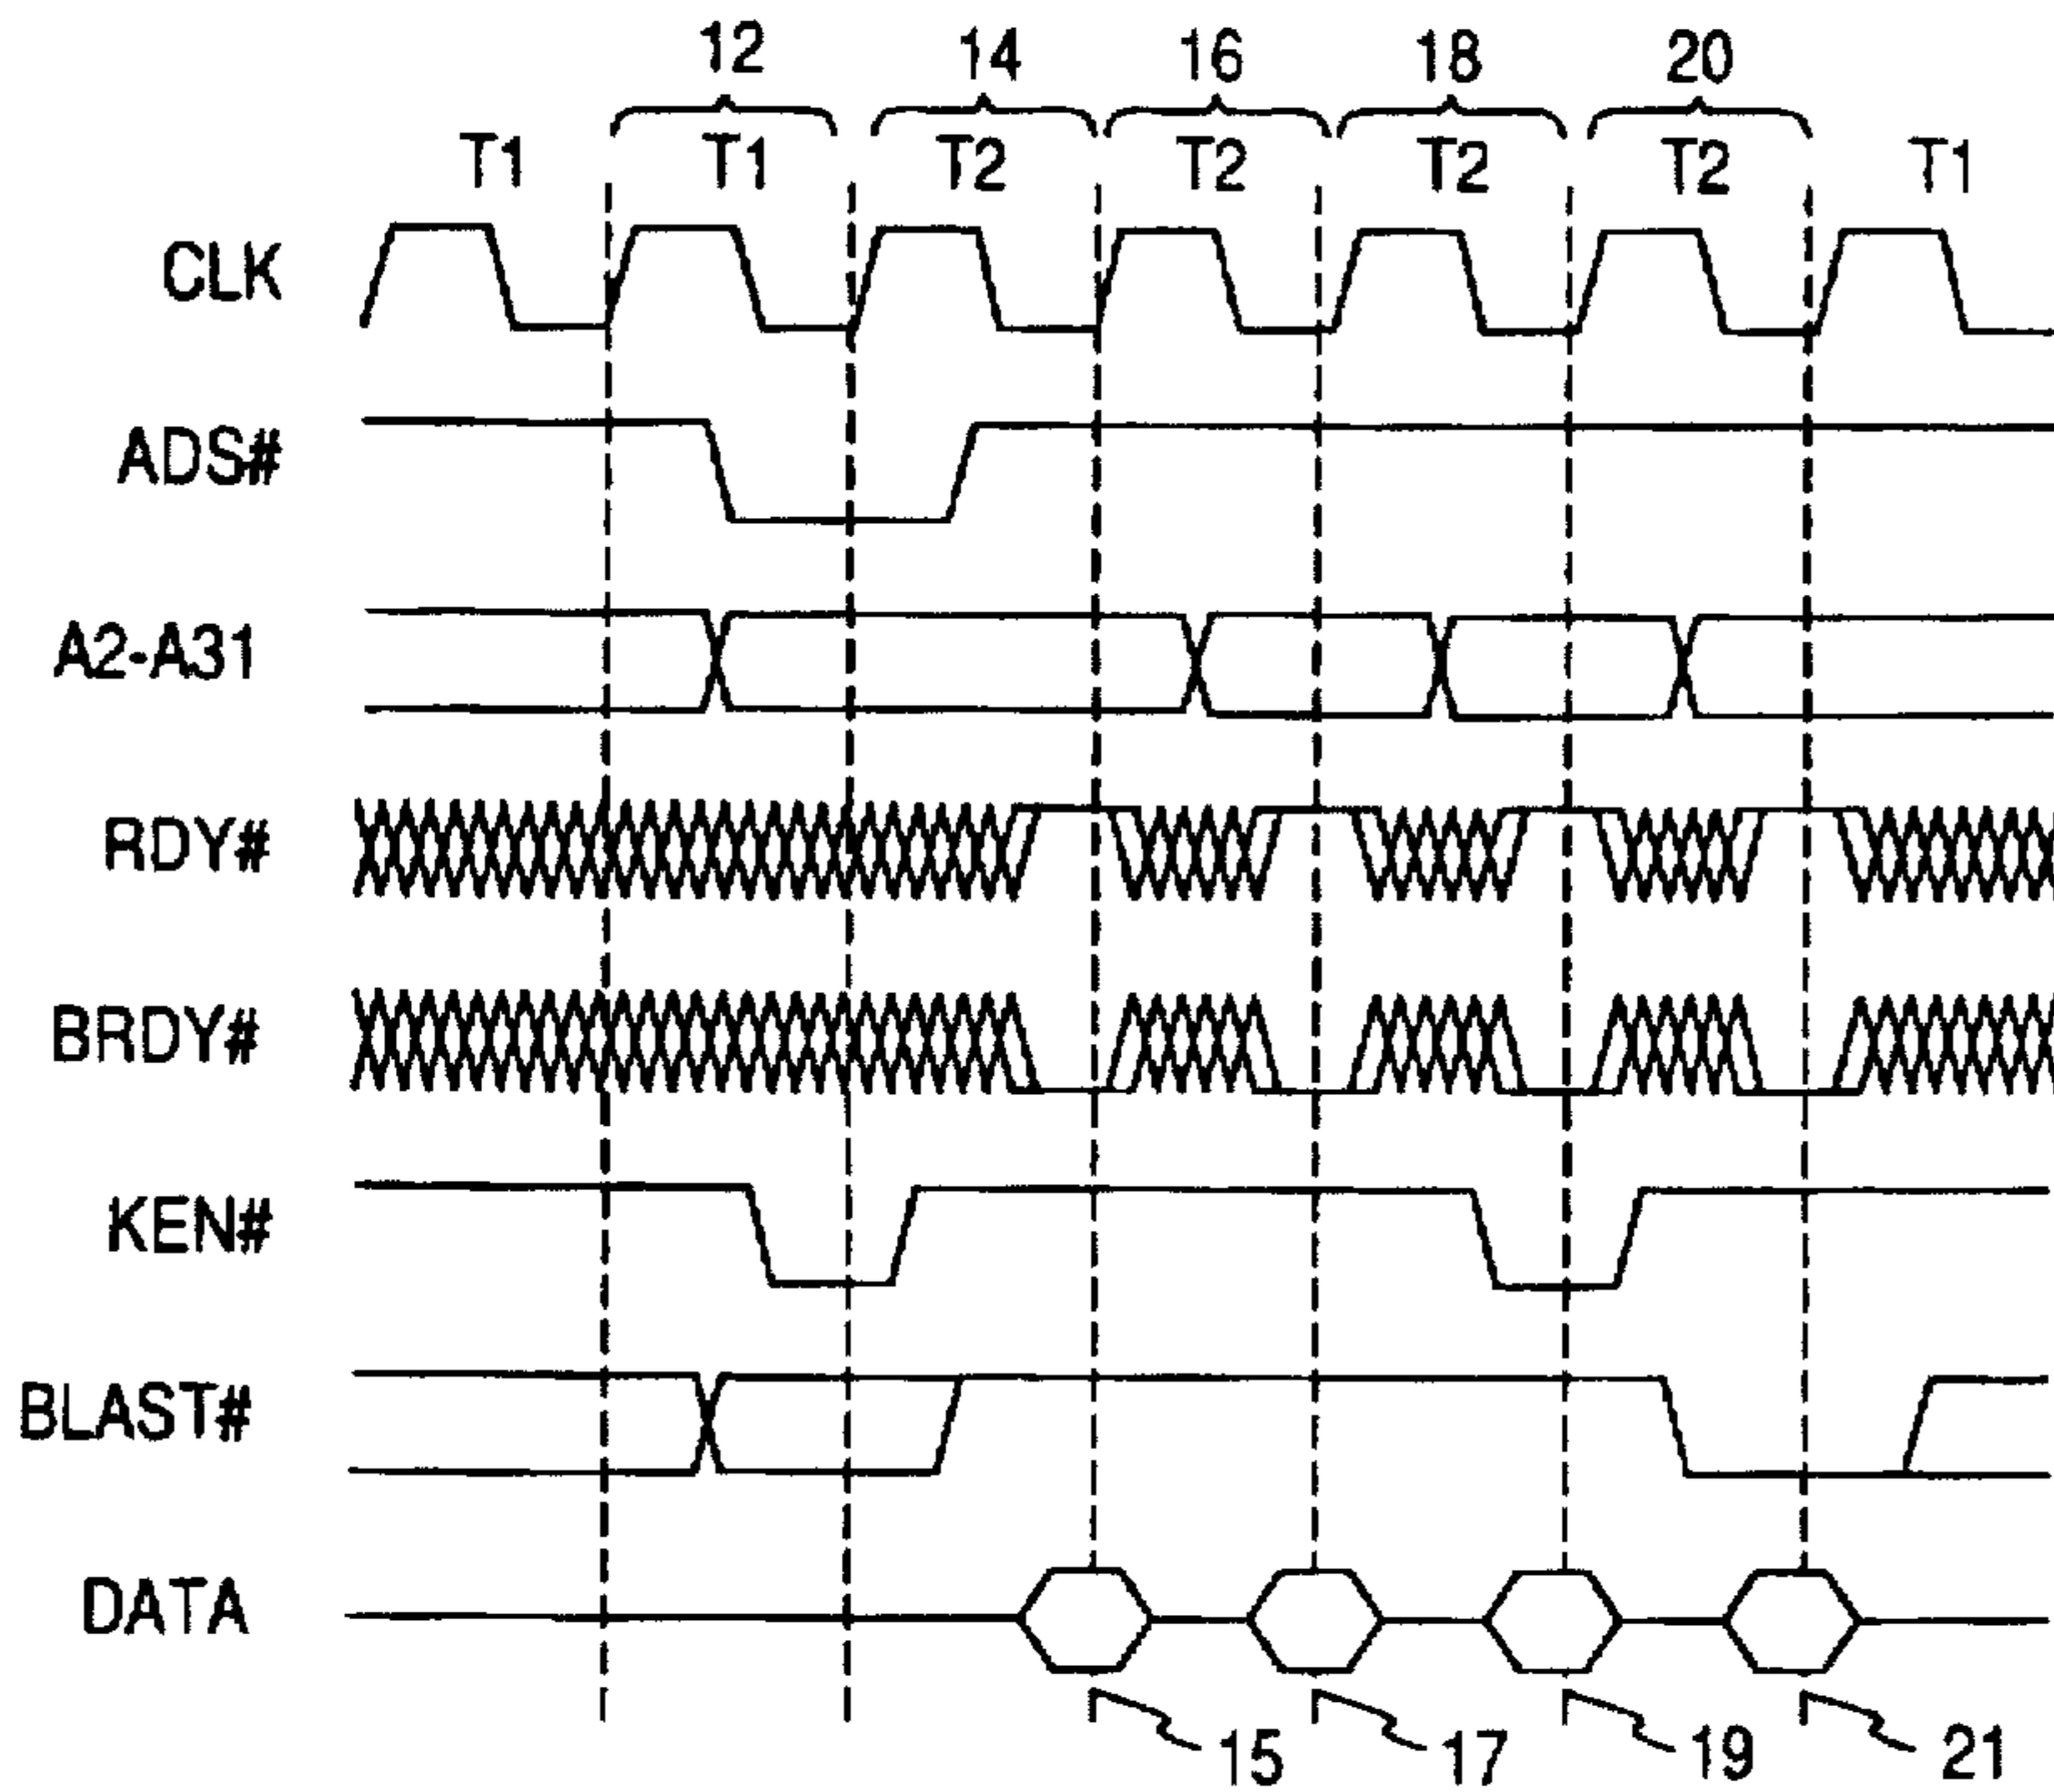 12 14 16 18 20
T1 T1 T2 T2 T2 T2 T1
CLK
ADS#
A2-A31
RDY#
BRDY#
KEN#
BLAST#
DATA
15 17 19 21